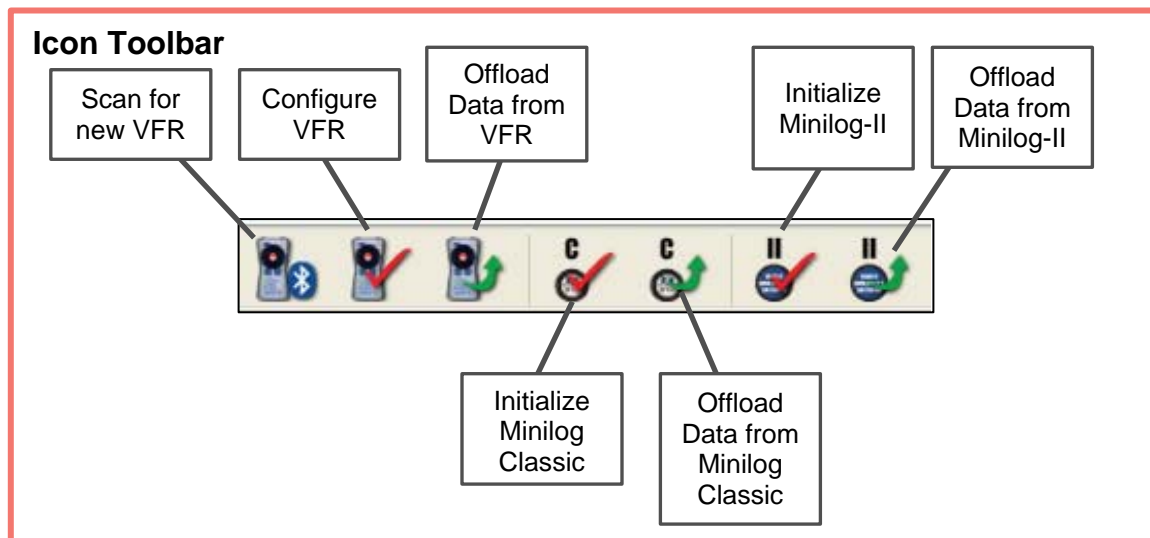 Icon Toolbar
Scan for
new VFR
Configure
VFR
Offload
Data from
VFR
Initialize
Minilog-II
Offload
Data from
Minilog-II
C
C
II
II
Initialize
Minilog
Classic
Offload
Data from
Minilog
Classic